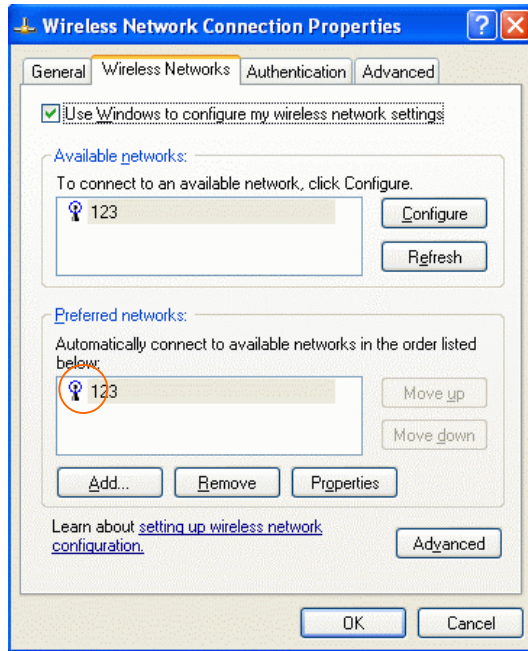 Wireless Network Connection Properties
General Wireless Networks Authentication Advanced
Use Windows to configure my wireless network settings
Available networks:
To connect to an available network, click Configure.
123
Configure
Refresh
Preferred networks:
Automatically connect to available networks in the order listed
below:
123
Move up
Move down
Add... Remove Properties
Learn about setting up wireless network
configuration.
Advanced
OK Cancel